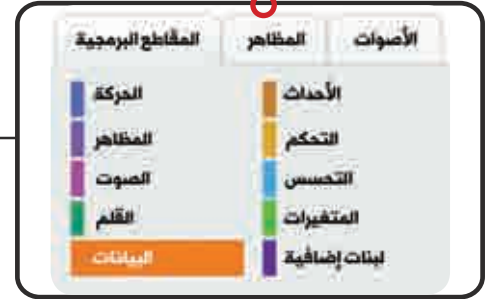 الأصوات المظاهر المقاطع البرمجية
الأحداث الحركة
التحكم المظاهر
التحسس الصوت
المتغيرات القلم
لبنات إضافية البيانات